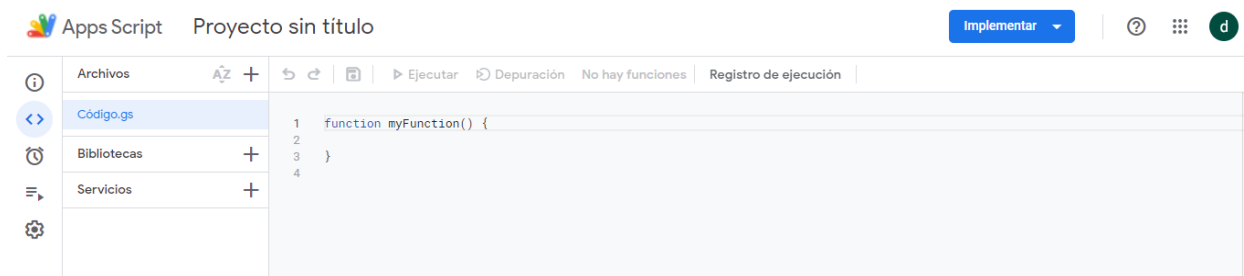 Apps Script Proyecto sin título Implementar d
Archivos AZ Ejecutar Depuración No hay funciones Registro de ejecución
Código.gs
1 function myFunction() {
2
Bibliotecas
3 }
4
Servicios